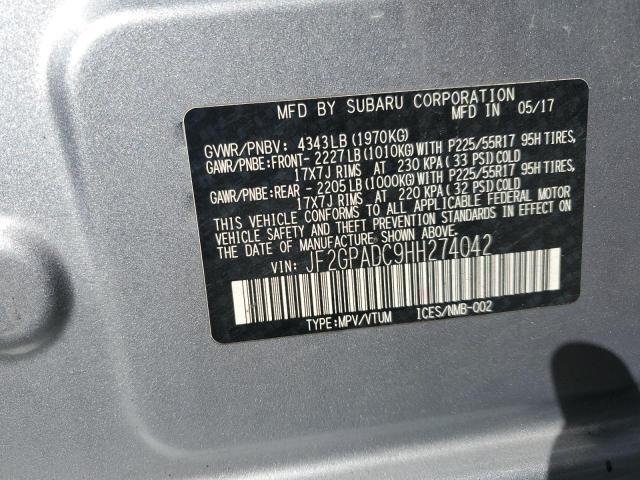 MFD BY SUBARU CORPORATION
MFD IN 05/17
GVWR/PNBV: 4343LB (1970KG)
GAWR/PNBE:FRONT- 2227 LB (1010KG) WITH P225/55R17 95H TIRES,
17X7J RIMS AT 230 KPA (33 PSI) COLD
GAWR/PNBE:REAR - 2205 LB (1000KG) WITH P225/55R17 95H TIRES,
17X7J RIMS AT 220 KPA (32 PSI) COLD
THIS VEHICLE CONFORMS TO ALL APPLICABLE FEDERAL MOTOR
VEHICLE SAFETY AND THEFT PREVENTION STANDARDS IN EFFECT ON
THE DATE OF MANUFACTURE SHOWN ABOVE.
VIN: JF2GPADC9HH274042
TYPE:MPV/VTUM ICES/NMB-002